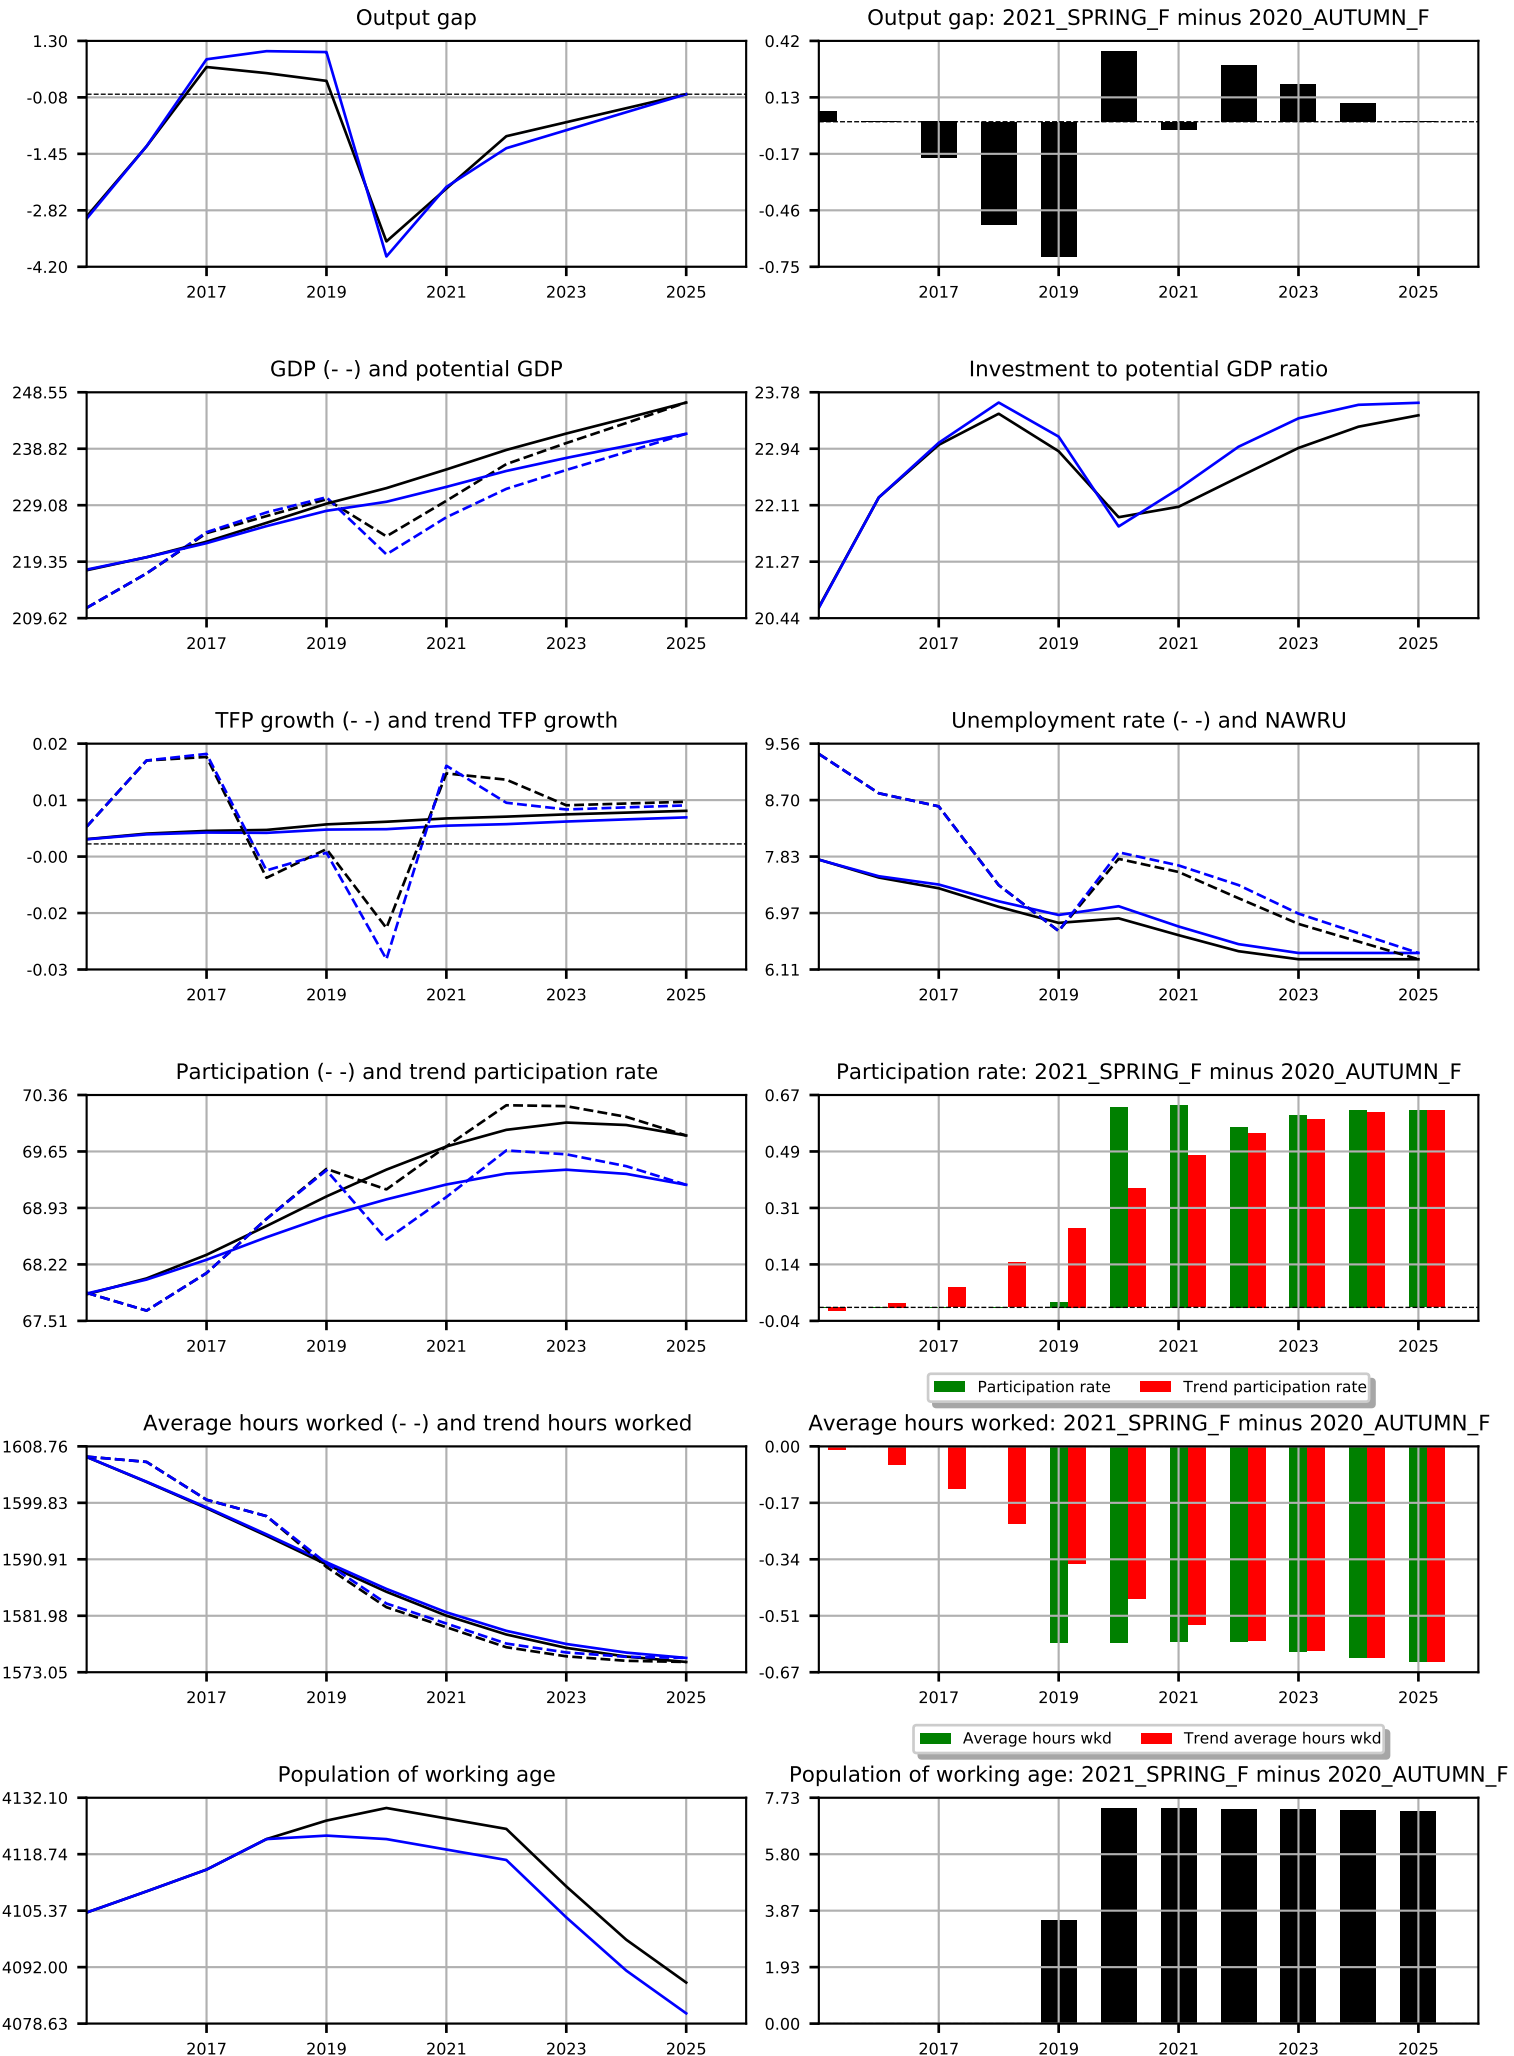 Output gap
1.30
-0.08
-1.45
-2.82
-4.20
2017 2019 2021 2023 2025
Output gap: 2021_SPRING_F minus 2020_AUTUMN_F
0.42
0.13
-0.17
-0.46
-0.75
2017 2019 2021 2023 2025
GDP (- -) and potential GDP
248.55
238.82
229.08
219.35
209.62
2017 2019 2021 2023 2025
Investment to potential GDP ratio
23.78
22.94
22.11
21.27
20.44
2017 2019 2021 2023 2025
TFP growth (- -) and trend TFP growth
0.02
0.01
-0.00
-0.02
-0.03
2017 2019 2021 2023 2025
Unemployment rate (- -) and NAWRU
9.56
8.70
7.83
6.97
6.11
2017 2019 2021 2023 2025
Participation (- -) and trend participation rate
70.36
69.65
68.93
68.22
67.51
2017 2019 2021 2023 2025
Participation rate: 2021_SPRING_F minus 2020_AUTUMN_F
0.67
0.49
0.31
0.14
-0.04
2017 2019 2021 2023 2025
Participation rate Trend participation rate
Average hours worked (- -) and trend hours worked
1608.76
1599.83
1590.91
1581.98
1573.05
2017 2019 2021 2023 2025
Average hours worked: 2021_SPRING_F minus 2020_AUTUMN_F
0.00
-0.17
-0.34
-0.51
-0.67
2017 2019 2021 2023 2025
Average hours wkd Trend average hours wkd
Population of working age
4132.10
4118.74
4105.37
4092.00
4078.63
2017 2019 2021 2023 2025
Population of working age: 2021_SPRING_F minus 2020_AUTUMN_F
7.73
5.80
3.87
1.93
0.00
2017 2019 2021 2023 2025